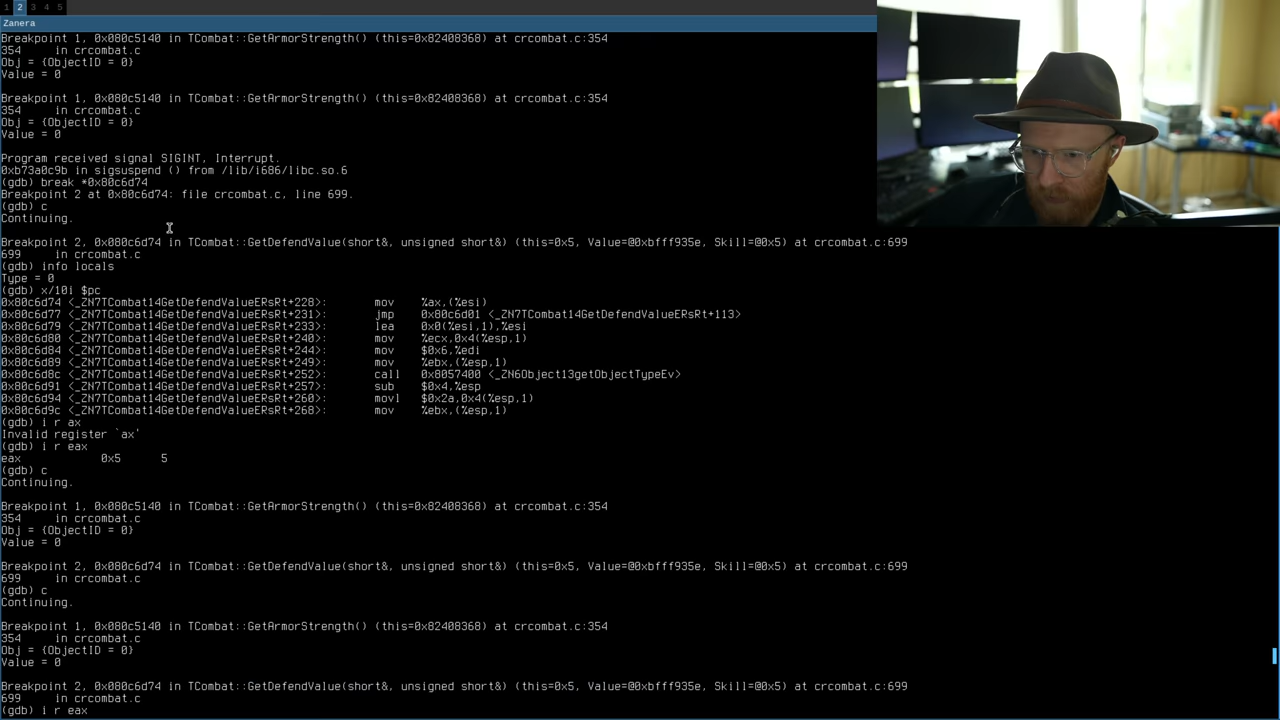 1 2 3 4 5
Zanera
Breakpoint 1, 0x080c5140 in TCombat::GetArmorStrength() (this=0x82408368) at crcombat.c:354
354     in crcombat.c
Obj = {ObjectID = 0}
Value = 0
Breakpoint 1, 0x080c5140 in TCombat::GetArmorStrength() (this=0x82408368) at crcombat.c:354
354     in crcombat.c
Obj = {ObjectID = 0}
Value = 0
Program received signal SIGINT, Interrupt.
0xb73a0c9b in sigsuspend () from /lib/i686/libc.so.6
(gdb) break *0x80c6d74
Breakpoint 2 at 0x80c6d74: file crcombat.c, line 699.
(gdb) c
Continuing.
Breakpoint 2, 0x080c6d74 in TCombat::GetDefendValue(short&, unsigned short&) (this=0x5, Value=@0xbfff935e, Skill=@0x5) at crcombat.c:699
699     in crcombat.c
(gdb) info locals
Type = 0
(gdb) x/10i $pc
0x80c6d74 <_ZN7TCombat14GetDefendValueERsRt+228>:       mov    %ax,(%esi)
0x80c6d77 <_ZN7TCombat14GetDefendValueERsRt+231>:       jmp    0x80c6d01 <_ZN7TCombat14GetDefendValueERsRt+113>
0x80c6d79 <_ZN7TCombat14GetDefendValueERsRt+233>:       lea    0x0(%esi,1),%esi
0x80c6d80 <_ZN7TCombat14GetDefendValueERsRt+240>:       mov    %ecx,0x4(%esp,1)
0x80c6d84 <_ZN7TCombat14GetDefendValueERsRt+244>:       mov    $0x6,%edi
0x80c6d89 <_ZN7TCombat14GetDefendValueERsRt+249>:       mov    %ebx,(%esp,1)
0x80c6d8c <_ZN7TCombat14GetDefendValueERsRt+252>:       call   0x8057400 <_ZN6Object13getObjectTypeEv>
0x80c6d91 <_ZN7TCombat14GetDefendValueERsRt+257>:       sub    $0x4,%esp
0x80c6d94 <_ZN7TCombat14GetDefendValueERsRt+260>:       movl   $0x2a,0x4(%esp,1)
0x80c6d9c <_ZN7TCombat14GetDefendValueERsRt+268>:       mov    %ebx,(%esp,1)
(gdb) i r ax
Invalid register `ax'
(gdb) i r eax
eax            0x5      5
(gdb) c
Continuing.
Breakpoint 1, 0x080c5140 in TCombat::GetArmorStrength() (this=0x82408368) at crcombat.c:354
354     in crcombat.c
Obj = {ObjectID = 0}
Value = 0
Breakpoint 2, 0x080c6d74 in TCombat::GetDefendValue(short&, unsigned short&) (this=0x5, Value=@0xbfff935e, Skill=@0x5) at crcombat.c:699
699     in crcombat.c
(gdb) c
Continuing.
Breakpoint 1, 0x080c5140 in TCombat::GetArmorStrength() (this=0x82408368) at crcombat.c:354
354     in crcombat.c
Obj = {ObjectID = 0}
Value = 0
Breakpoint 2, 0x080c6d74 in TCombat::GetDefendValue(short&, unsigned short&) (this=0x5, Value=@0xbfff935e, Skill=@0x5) at crcombat.c:699
699     in crcombat.c
(gdb) i r eax